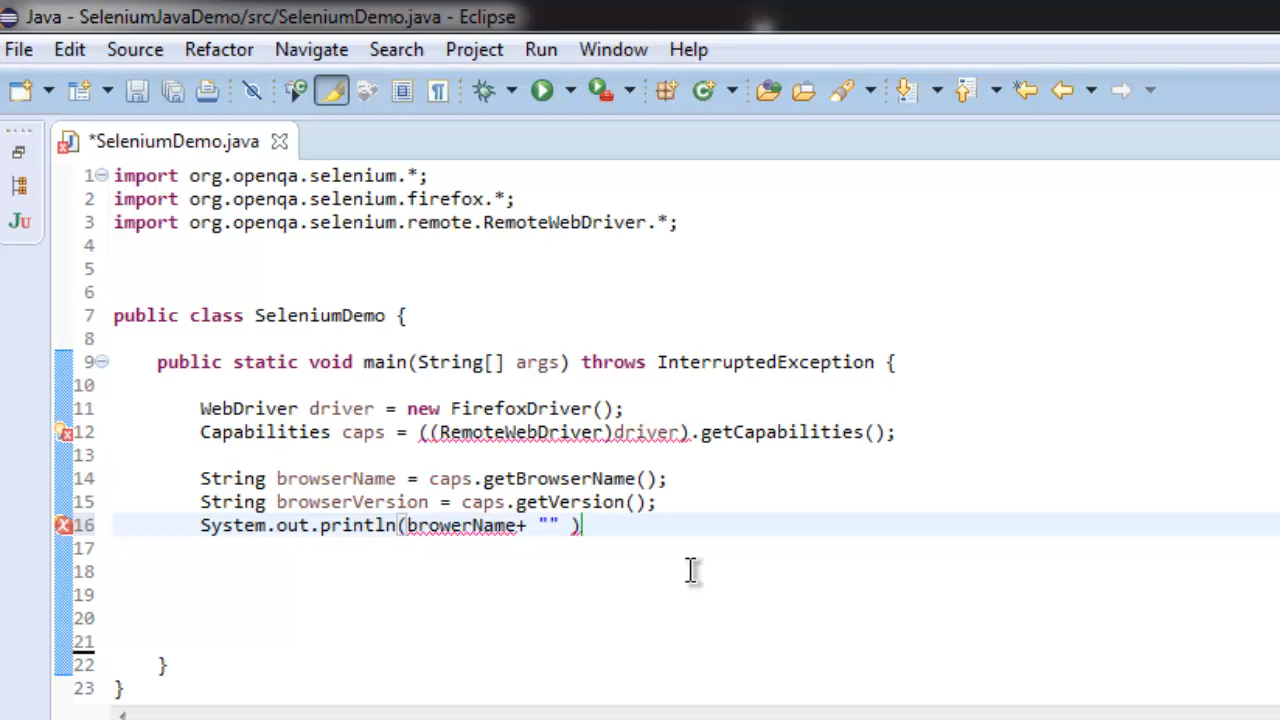 Java - SeleniumJavaDemo/src/SeleniumDemo.java - Eclipse
File Edit Source Refactor Navigate Search Project Run Window Help
*SeleniumDemo.java
JU
1 import org.openqa.selenium.*;
2 import org.openqa.selenium.firefox.*;
3 import org.openqa.selenium.remote.RemoteWebDriver.*;
4
5
6
7 public class SeleniumDemo {
8
9 public static void main(String[] args) throws InterruptedException {
10
11 WebDriver driver = new FirefoxDriver();
12 Capabilities caps = ((RemoteWebDriver)driver).getCapabilities();
13
14 String browserName = caps.getBrowserName();
15 String browserVersion = caps.getVersion();
16 System.out.println(browerName+ "" )
17
18
19
20
21
22 }
23 }